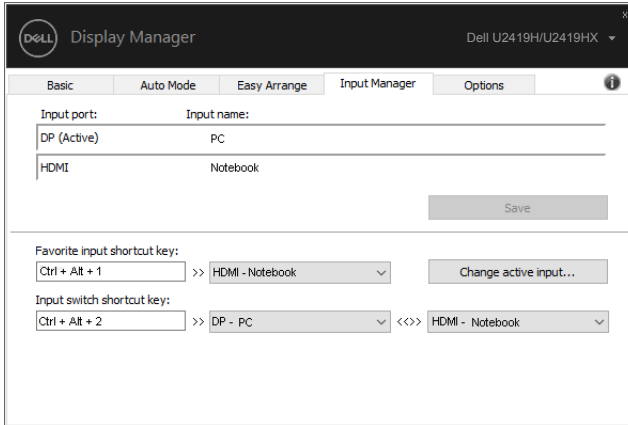 DELL Display Manager Dell U2419H/U2419HX
x
Basic Auto Mode Easy Arrange Input Manager Options i
Input port: Input name:
DP (Active) PC
HDMI Notebook
Save
Favorite input shortcut key:
Ctrl + Alt + 1 >> HDMI - Notebook Change active input...
Input switch shortcut key:
Ctrl + Alt + 2 >> DP - PC <<>> HDMI - Notebook